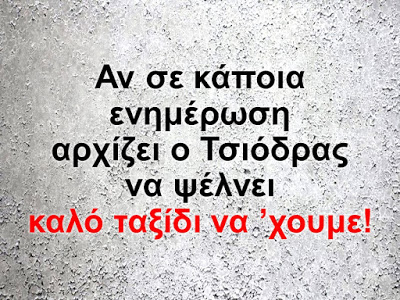 Αν σε κάποια
ενημέρωση
αρχίζει ο Τσιόδρας
να ψέλνει
καλό ταξίδι να ’χουμε!